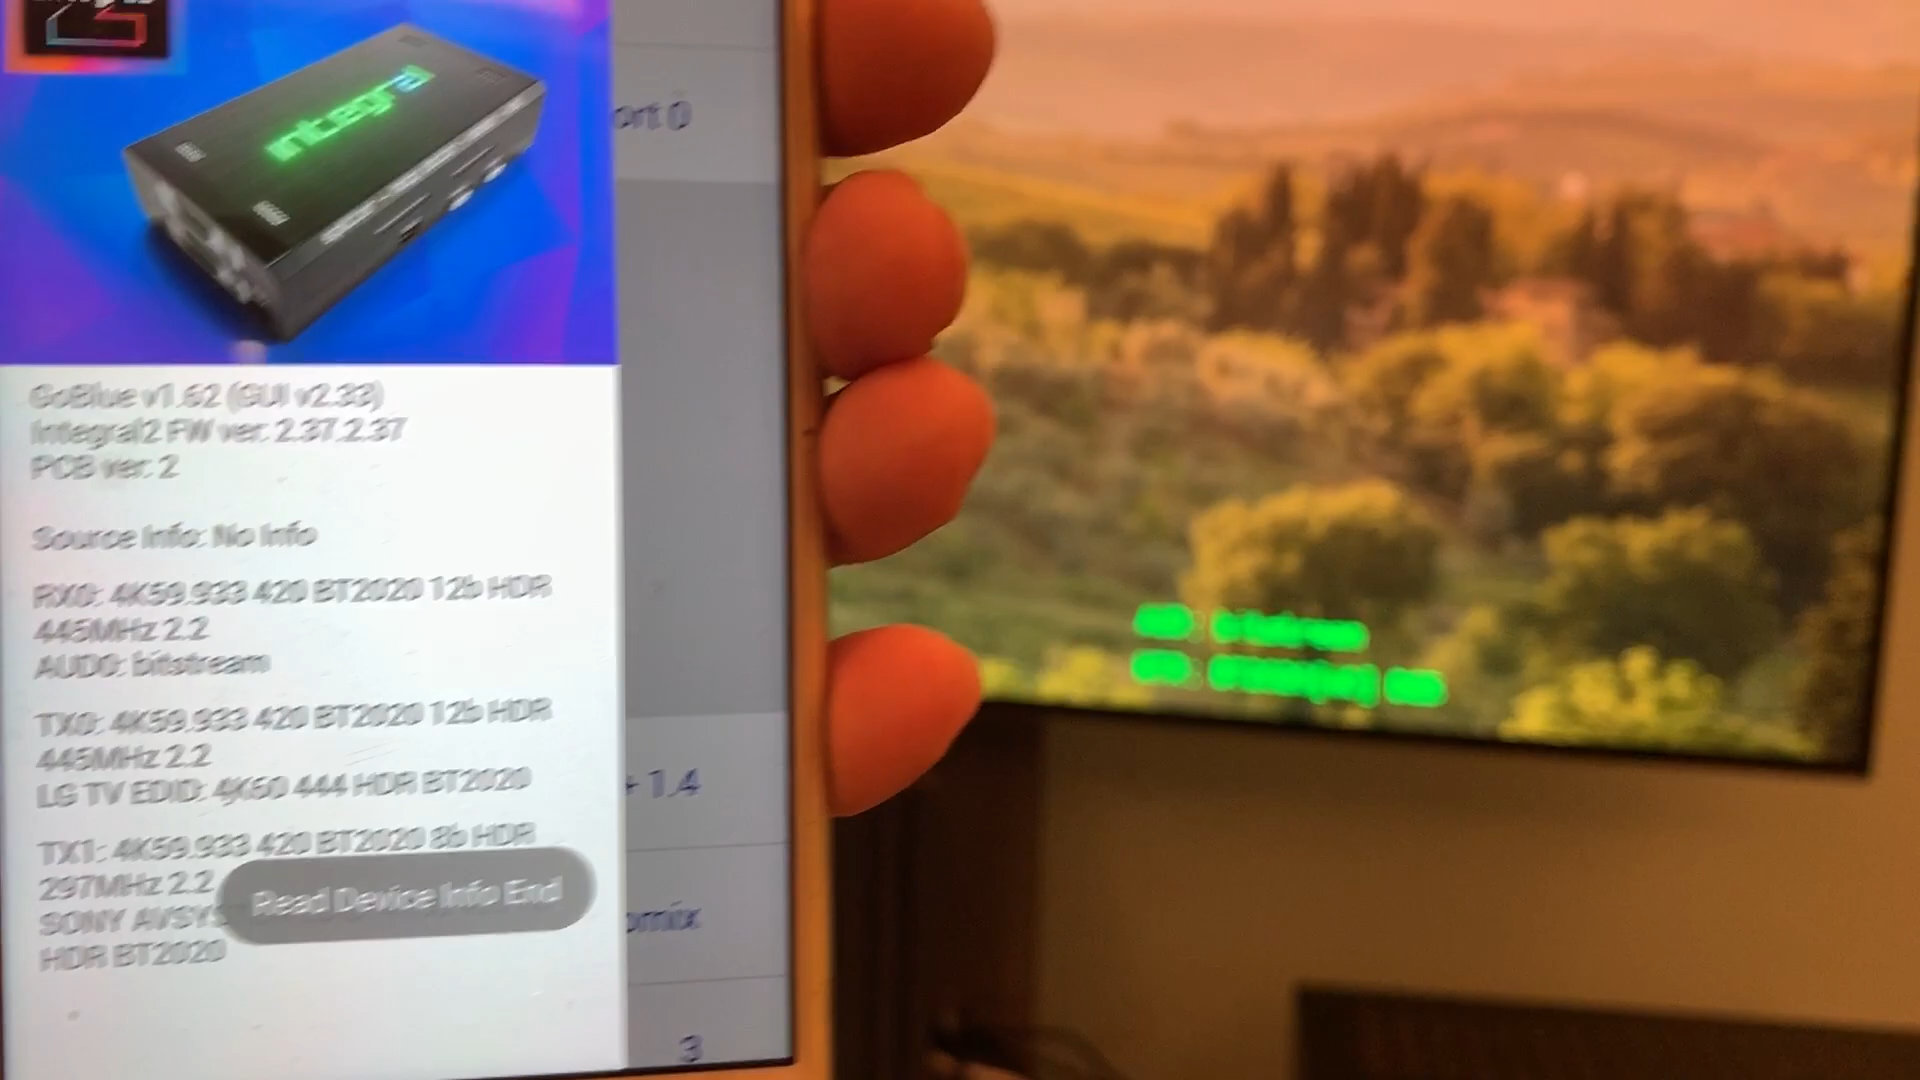 integral
ort 0
GoBlue v1.62 (GUI v2.33)
Integral2 FW ver: 2.37.2.37
PCB ver: 2
Source Info: No Info
RX0: 4K59.933 420 BT2020 12b HDR
445MHz 2.2
AUD0: bitstream
TX0: 4K59.933 420 BT2020 12b HDR
445MHz 2.2
LG TV EDID: 4K60 444 HDR BT2020
+ 1.4
TX1: 4K59.933 420 BT2020 8b HDR
297MHz 2.2
Read Device Info End
SONY AVSYS
omix
HDR BT2020
3